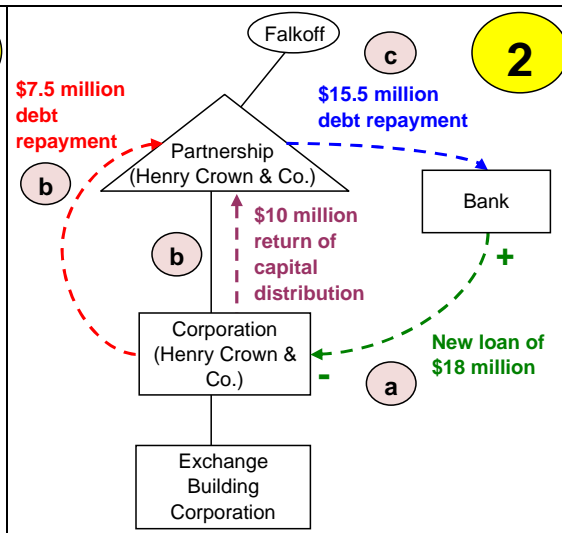 Falkoff
c
2
$7.5 million
debt
repayment
$15.5 million
debt repayment
Partnership
(Henry Crown & Co.)
b
Bank
b
$10 million
return of
capital
distribution
+
Corporation
(Henry Crown &
Co.)
-
New loan of
$18 million
a
Exchange
Building
Corporation